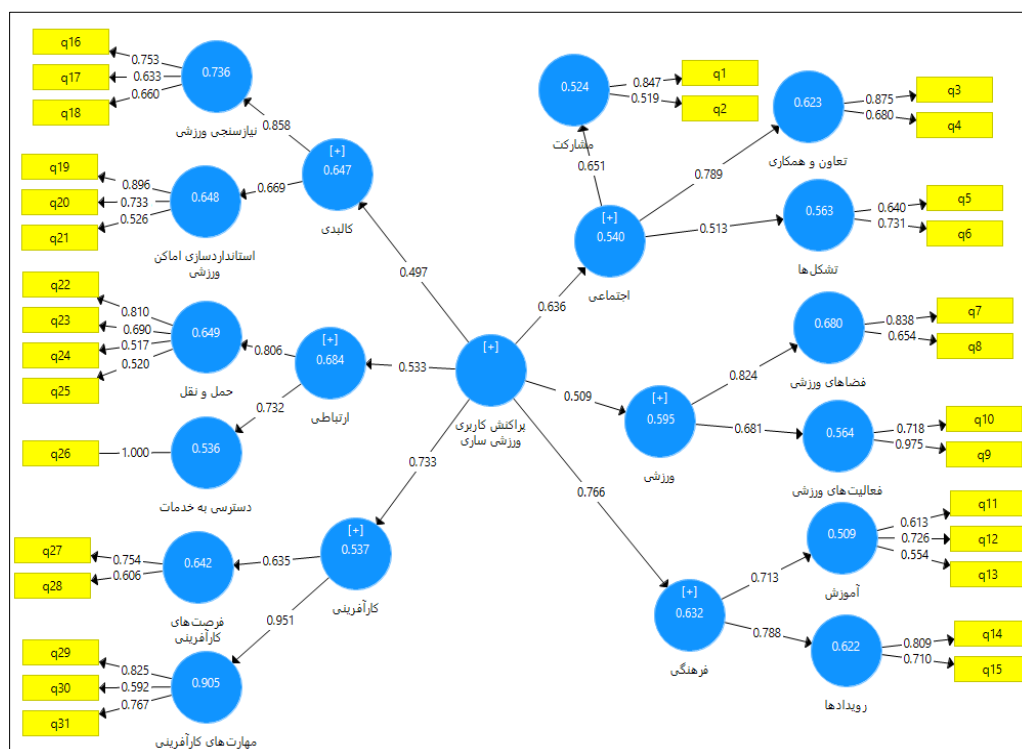 q16
q17
q18
0.753
0.633
0.660
0.736
نیازسنجی ورزشی
0.858
q19
q20
q21
0.896
0.733
0.526
0.648
استانداردسازی اماکن
ورزشی
0.669
[+]
0.647
کالبدی
0.497
q22
q23
q24
q25
0.810
0.690
0.517
0.520
0.649
حمل و نقل
0.806
q26
1.000
0.536
دسترسی به خدمات
0.732
[+]
0.684
ارتباطی
0.533
q27
q28
0.754
0.606
0.642
فرصت‌های
کارآفرینی
0.635
q29
q30
q31
0.825
0.592
0.767
0.905
مهارت‌های کارآفرینی
0.951
[+]
0.537
کارآفرینی
0.733
[+]
پراکنش کاربری
ورزشی ساری
0.636
[+]
0.540
اجتماعی
0.651
0.524
مشارکت
0.847
0.519
q1
q2
0.789
0.623
تعاون و همکاری
0.875
0.680
q3
q4
0.513
0.563
تشکل‌ها
0.640
0.731
q5
q6
0.509
[+]
0.595
ورزشی
0.824
0.680
فضاهای ورزشی
0.838
0.654
q7
q8
0.681
0.564
فعالیت‌های ورزشی
0.718
0.975
q10
q9
0.766
[+]
0.632
فرهنگی
0.713
0.509
آموزش
0.613
0.726
0.554
q11
q12
q13
0.788
0.622
رویدادها
0.809
0.710
q14
q15